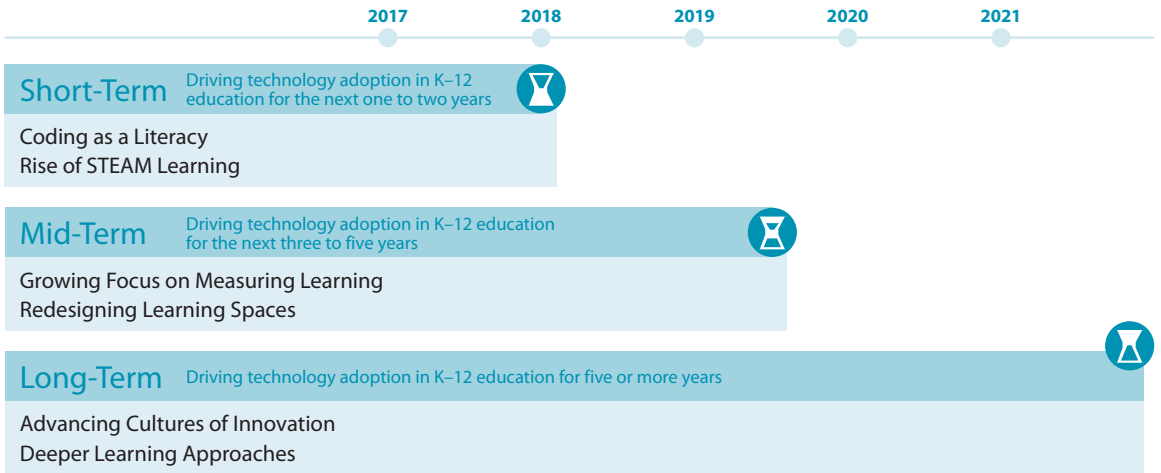 2017 2018 2019 2020 2021
Short-Term
Driving technology adoption in K–12
education for the next one to two years
Coding as a Literacy
Rise of STEAM Learning
Mid-Term
Driving technology adoption in K–12 education
for the next three to five years
Growing Focus on Measuring Learning
Redesigning Learning Spaces
Long-Term
Driving technology adoption in K–12 education for five or more years
Advancing Cultures of Innovation
Deeper Learning Approaches